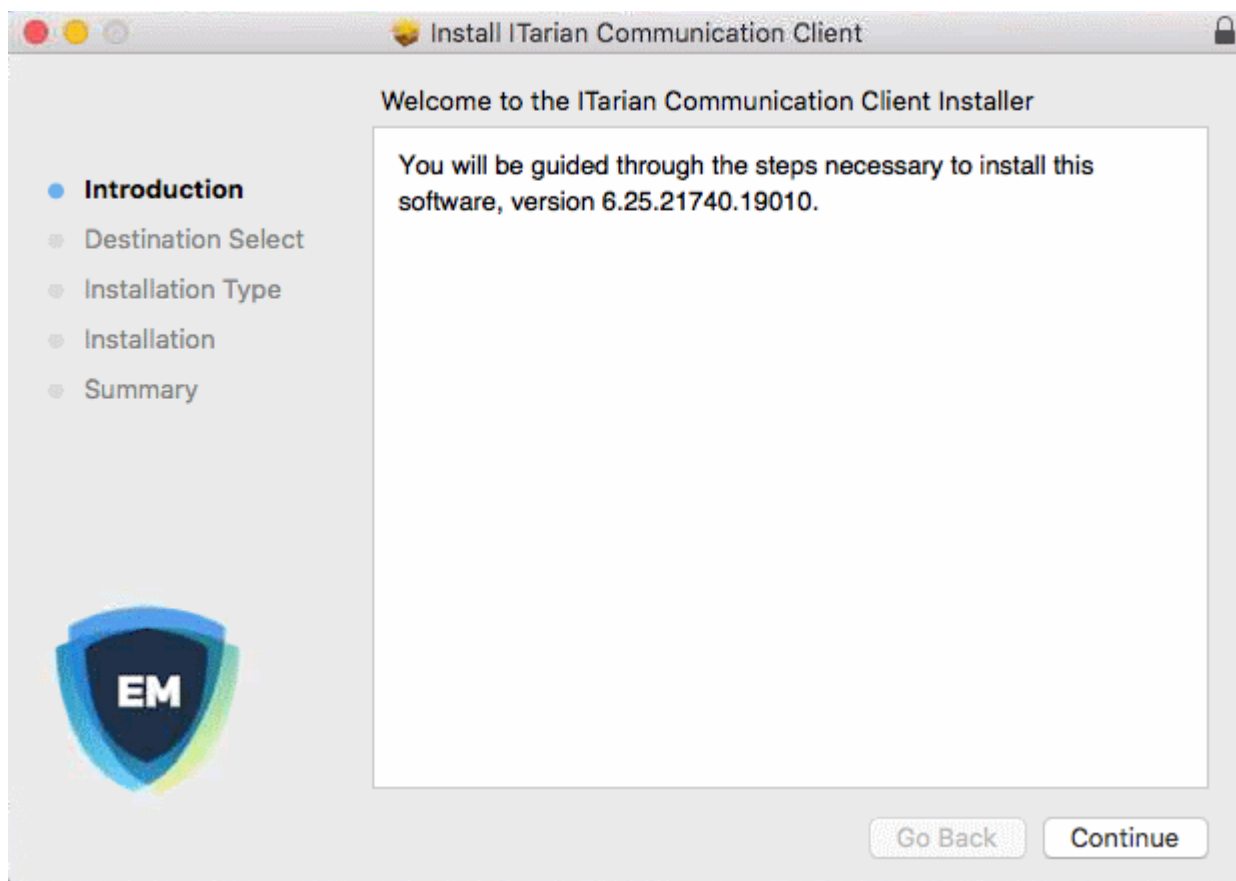 Install ITarian Communication Client
Welcome to the ITarian Communication Client Installer
Introduction
Destination Select
Installation Type
Installation
Summary
You will be guided through the steps necessary to install this
software, version 6.25.21740.19010.
EM
Go Back
Continue